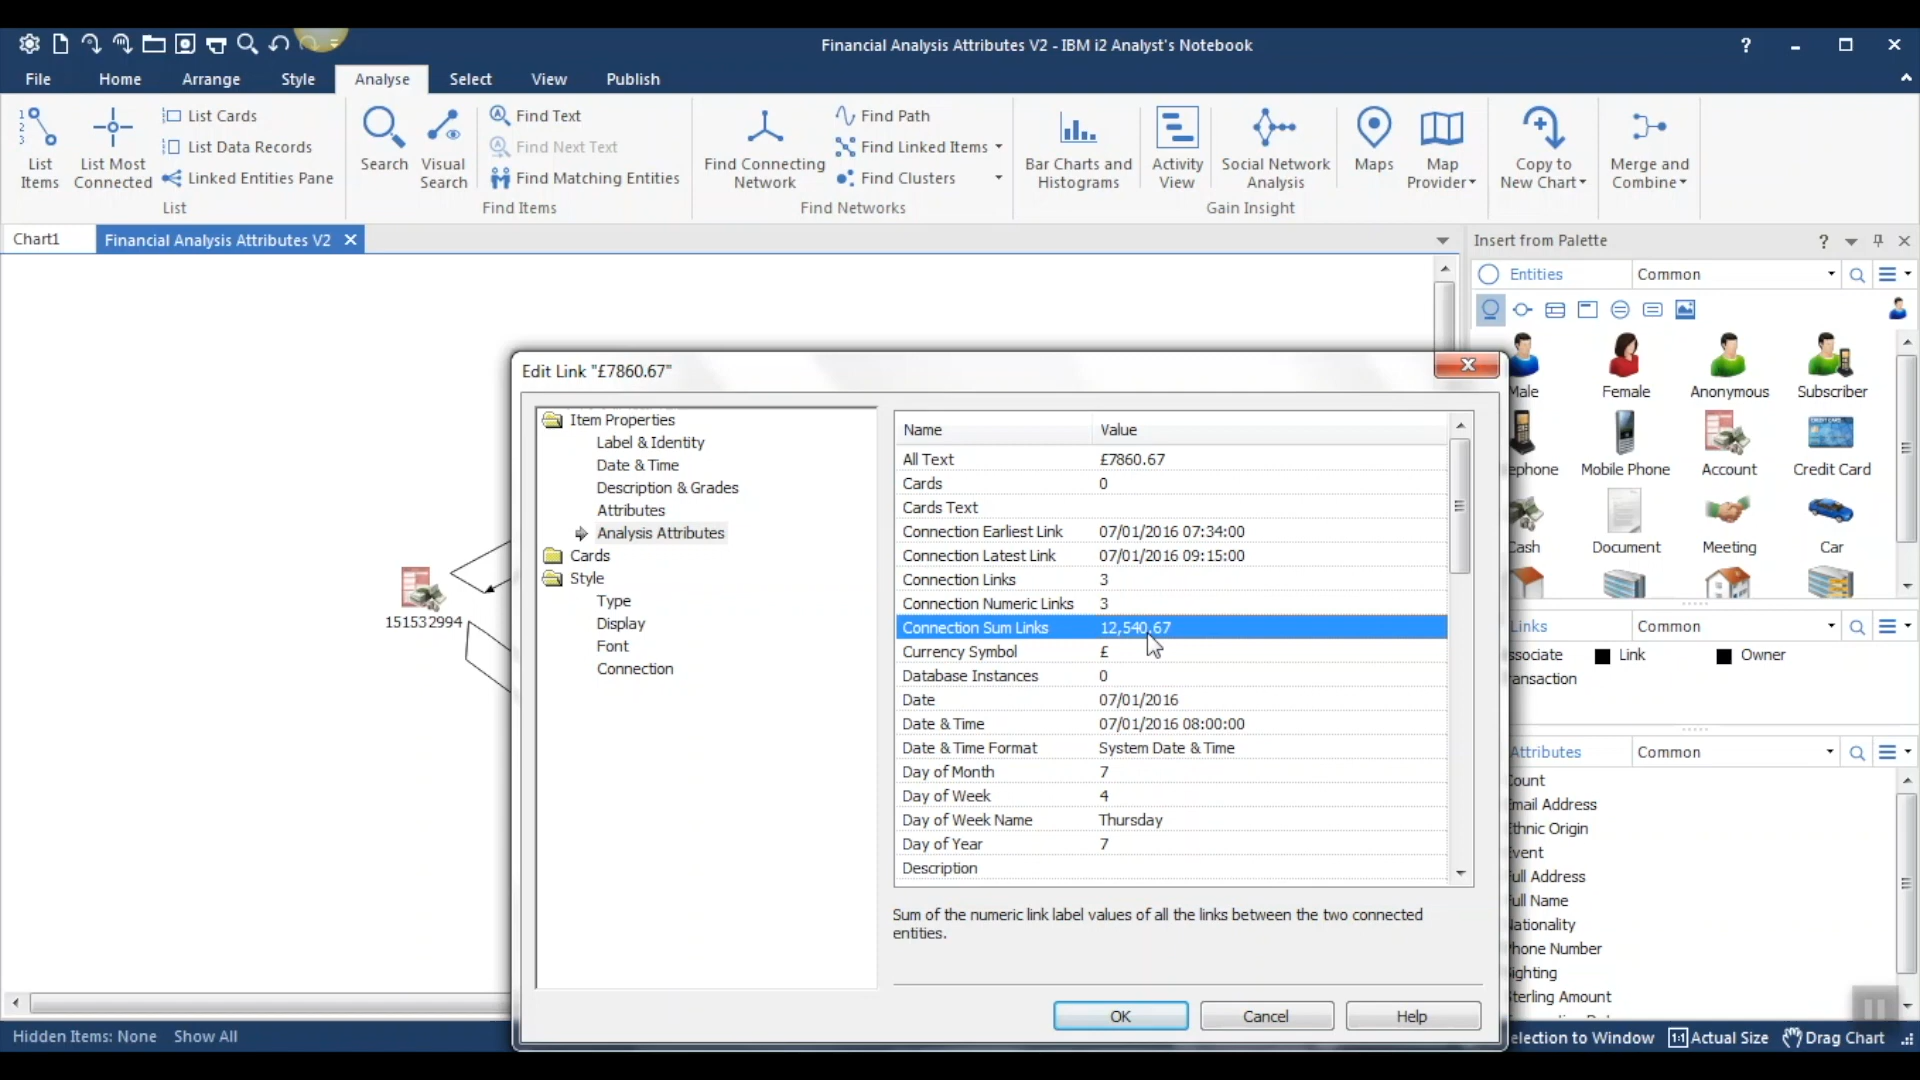 Financial Analysis Attributes V2 - IBM i2 Analyst's Notebook
File Home Arrange Style Analyse Select View Publish
List Items
List Most Connected
List Cards
List Data Records
Linked Entities Pane
List
Search
Visual Search
Find Text
Find Next Text
Find Matching Entities
Find Items
Find Connecting Network
Find Path
Find Linked Items
Find Clusters
Find Networks
Bar Charts and Histograms
Activity View
Social Network Analysis
Gain Insight
Maps
Map Provider
Copy to New Chart
Merge and Combine
Chart1 Financial Analysis Attributes V2
151532994
Edit Link "£7860.67"
Item Properties
Label & Identity
Date & Time
Description & Grades
Attributes
Analysis Attributes
Cards
Style
Type
Display
Font
Connection
Name Value
All Text £7860.67
Cards 0
Cards Text
Connection Earliest Link 07/01/2016 07:34:00
Connection Latest Link 07/01/2016 09:15:00
Connection Links 3
Connection Numeric Links 3
Connection Sum Links 12,540.67
Currency Symbol £
Database Instances 0
Date 07/01/2016
Date & Time 07/01/2016 08:00:00
Date & Time Format System Date & Time
Day of Month 7
Day of Week 4
Day of Week Name Thursday
Day of Year 7
Description
Sum of the numeric link label values of all the links between the two connected
entities.
OK Cancel Help
Insert from Palette ?
Entities Common
Male Female Anonymous Subscriber
ephone Mobile Phone Account Credit Card
Cash Document Meeting Car
Links Common
ssociate Link Owner
ansaction
Attributes Common
Count
Email Address
Ethnic Origin
Event
Full Address
Full Name
Nationality
Phone Number
Sighting
Sterling Amount
Hidden Items: None Show All
election to Window 1:1 Actual Size Drag Chart